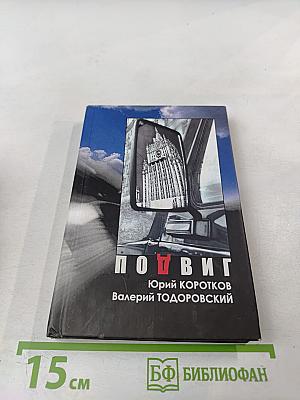 ПОДВИГ
Юрий КОРОТКОВ
Валерий ТОДОРОВСКИЙ
15 см
БФ БИБЛИОФАН